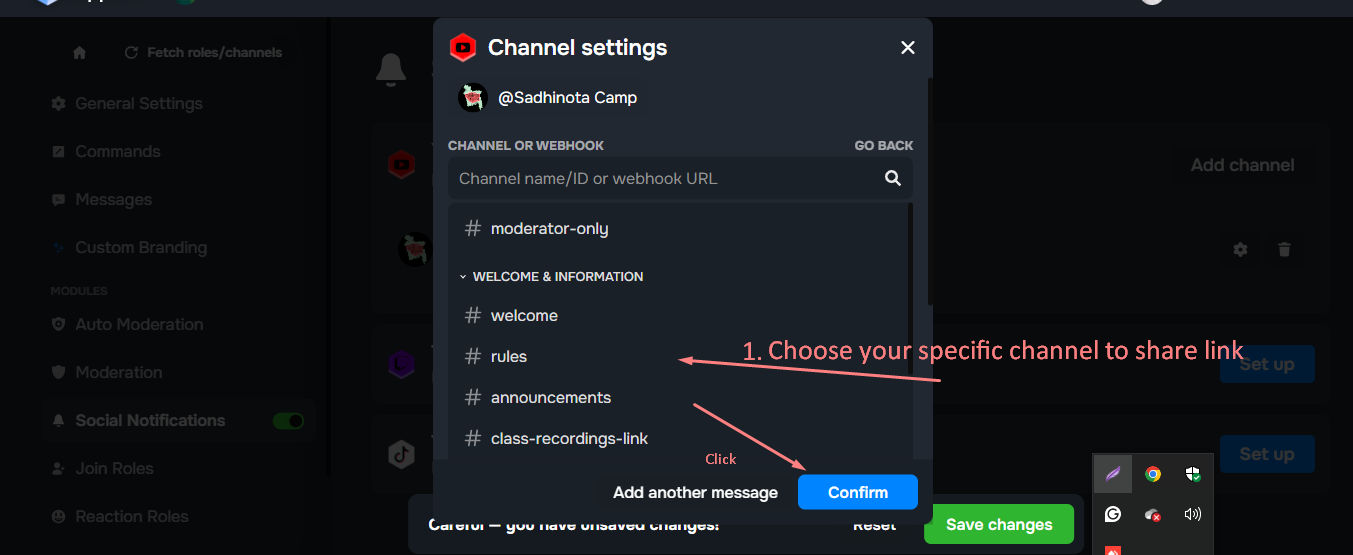 Channel settings
Fetch roles/channels
@Sadhinota Camp
General Settings
CHANNEL OR WEBHOOK GO BACK
Commands
Add channel
Channel name/ID or webhook URL
Messages
# moderator-only
Custom Branding
WELCOME & INFORMATION
MODULES
# welcome
Auto Moderation
1. Choose your specific channel to share link
# rules
Set up
Moderation
# announcements
Social Notifications
# class-recordings-link
Click
Set up
Join Roles
Add another message
Confirm
Reaction Roles
Careful — you have unsaved changes!
Reset
Save changes